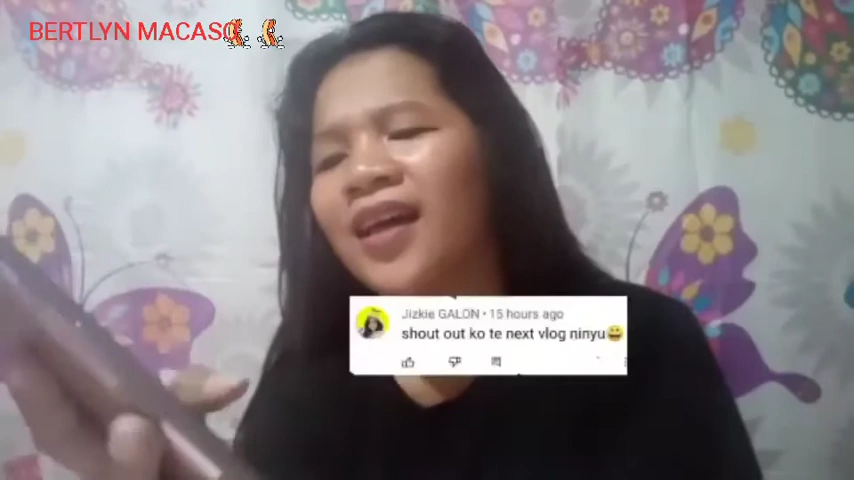 BERTLYN MACASO
Jizkie GALON • 15 hours ago
shout out ko te next vlog ninyu😀